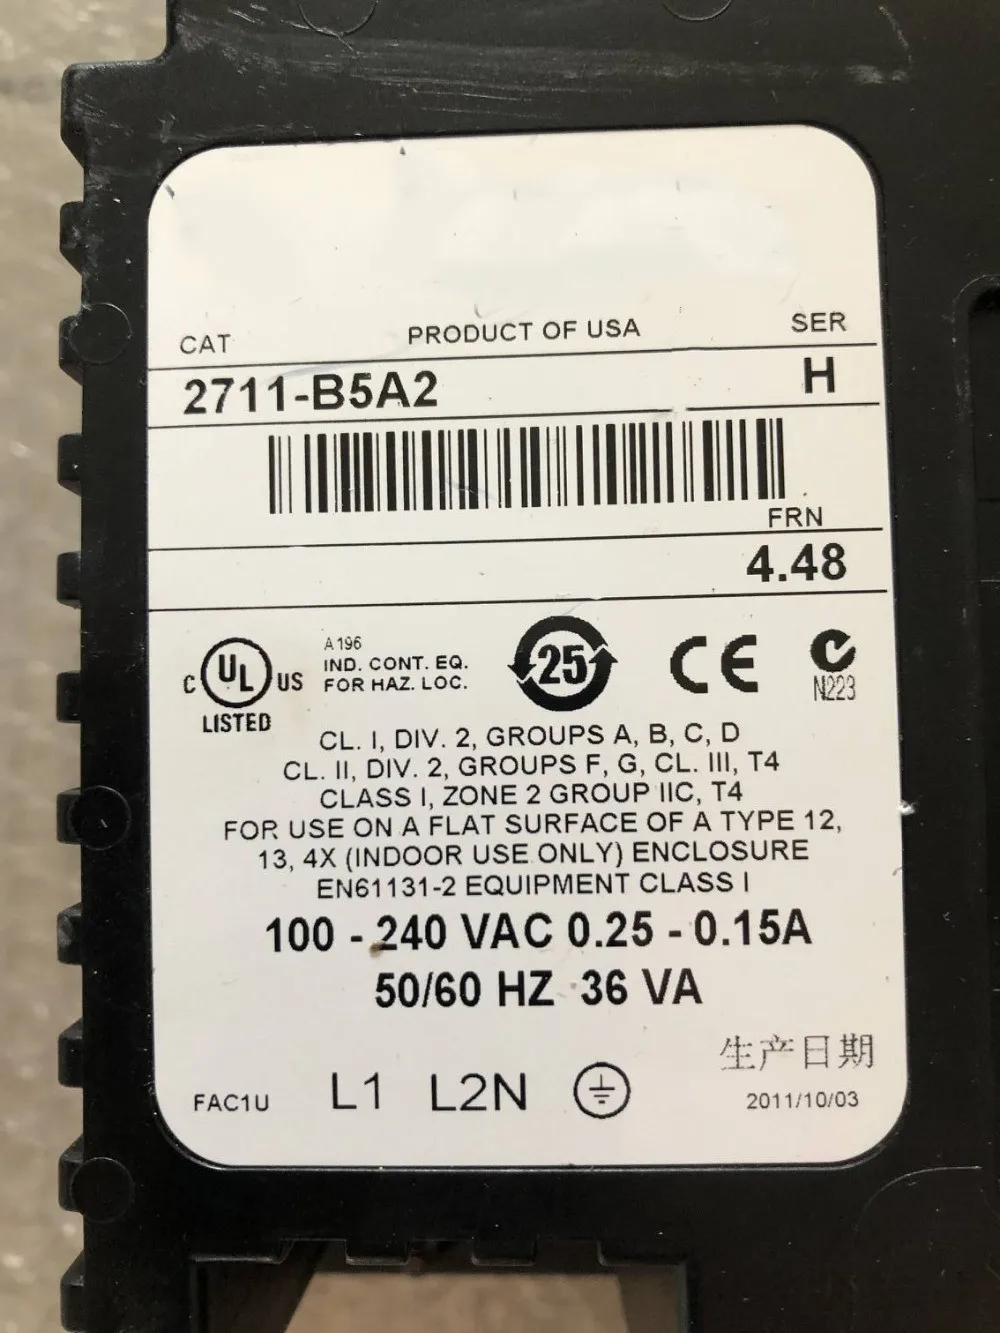 CAT PRODUCT OF USA SER
2711-B5A2 H
FRN
4.48
C UL US
LISTED
A196
IND. CONT. EQ.
FOR HAZ. LOC.
25
CE
N223
CL. I, DIV. 2, GROUPS A, B, C, D
CL. II, DIV. 2, GROUPS F, G, CL. III, T4
CLASS I, ZONE 2 GROUP IIC, T4
FOR USE ON A FLAT SURFACE OF A TYPE 12,
13, 4X (INDOOR USE ONLY) ENCLOSURE
EN61131-2 EQUIPMENT CLASS I
100 - 240 VAC 0.25 - 0.15A
50/60 HZ 36 VA
生产日期
FAC1U L1 L2N 2011/10/03